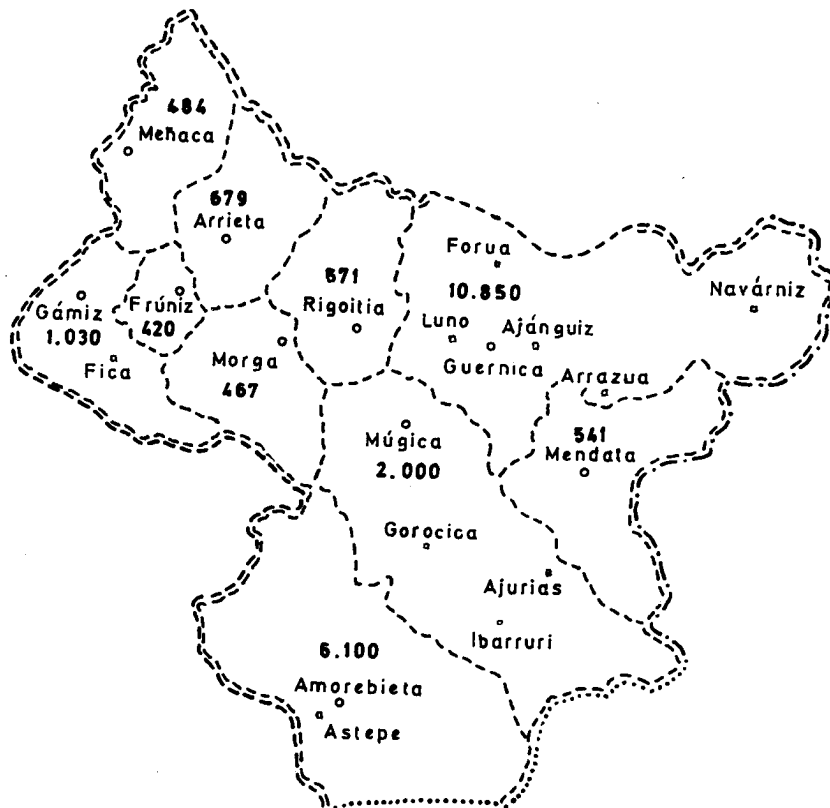 484
Meñaca
679
Arrieta
Forua
671
Rigoitia
10.850
Navárniz
Gámiz
1.030
Fica
Frúniz
420
Luno
Ajánguiz
Guernica
Morga
467
Arrazua
Múgica
2.000
541
Mendata
Gorocica
Ajurias
Ibarruri
6.100
Amorebieta
Astepe